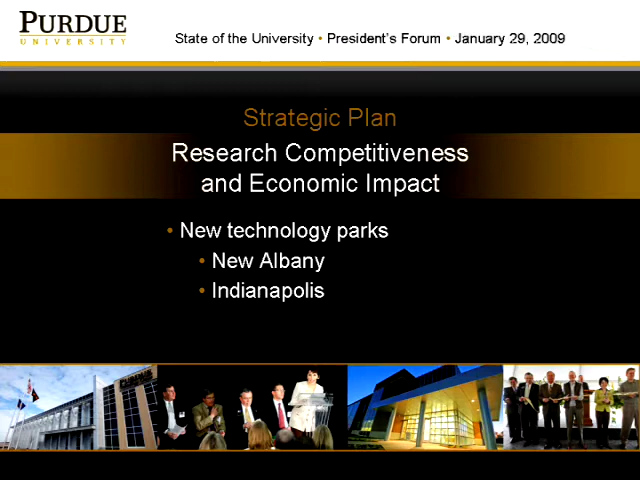 PURDUE
UNIVERSITY
State of the University • President's Forum • January 29, 2009
Strategic Plan
Research Competitiveness
and Economic Impact
• New technology parks
• New Albany
• Indianapolis
PURDUE